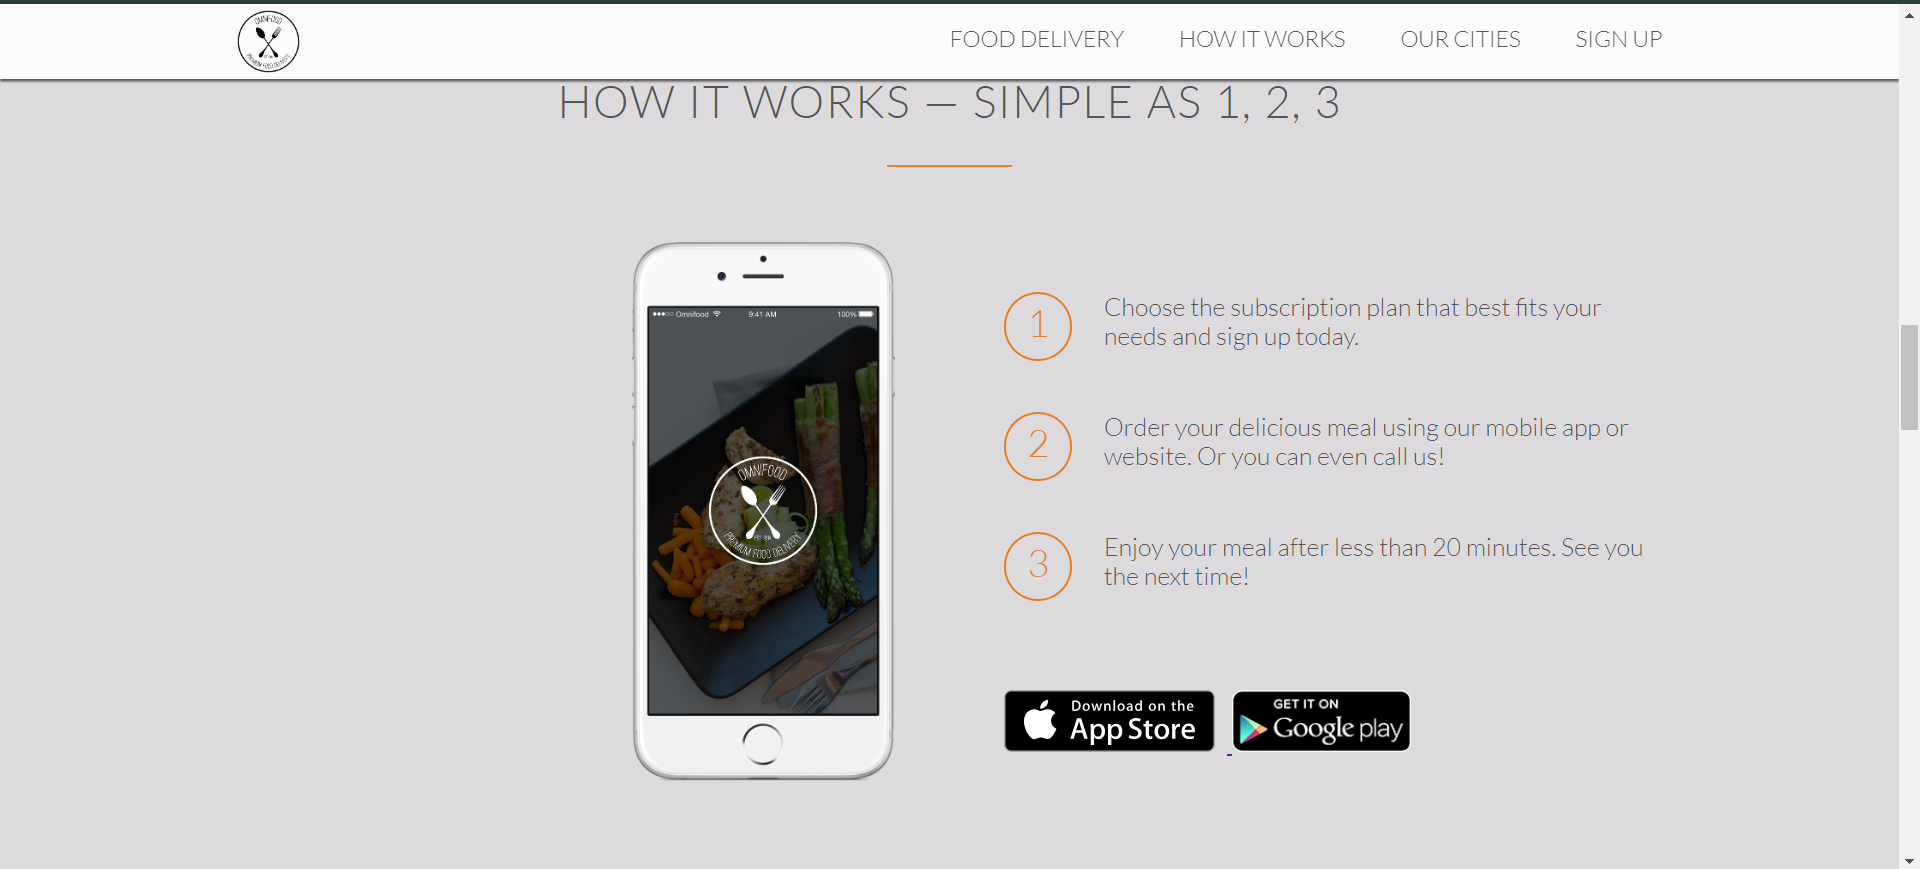 OMNIFOOD
PREMIUM FOOD DELIVERY
FOOD DELIVERY
HOW IT WORKS
OUR CITIES
SIGN UP
HOW IT WORKS — SIMPLE AS 1, 2, 3
Omnifood
9:41 AM
100%
OMNIFOOD
PREMIUM FOOD DELIVERY
1
Choose the subscription plan that best fits your
needs and sign up today.
2
Order your delicious meal using our mobile app or
website. Or you can even call us!
3
Enjoy your meal after less than 20 minutes. See you
the next time!
Download on the
App Store
GET IT ON
Google play